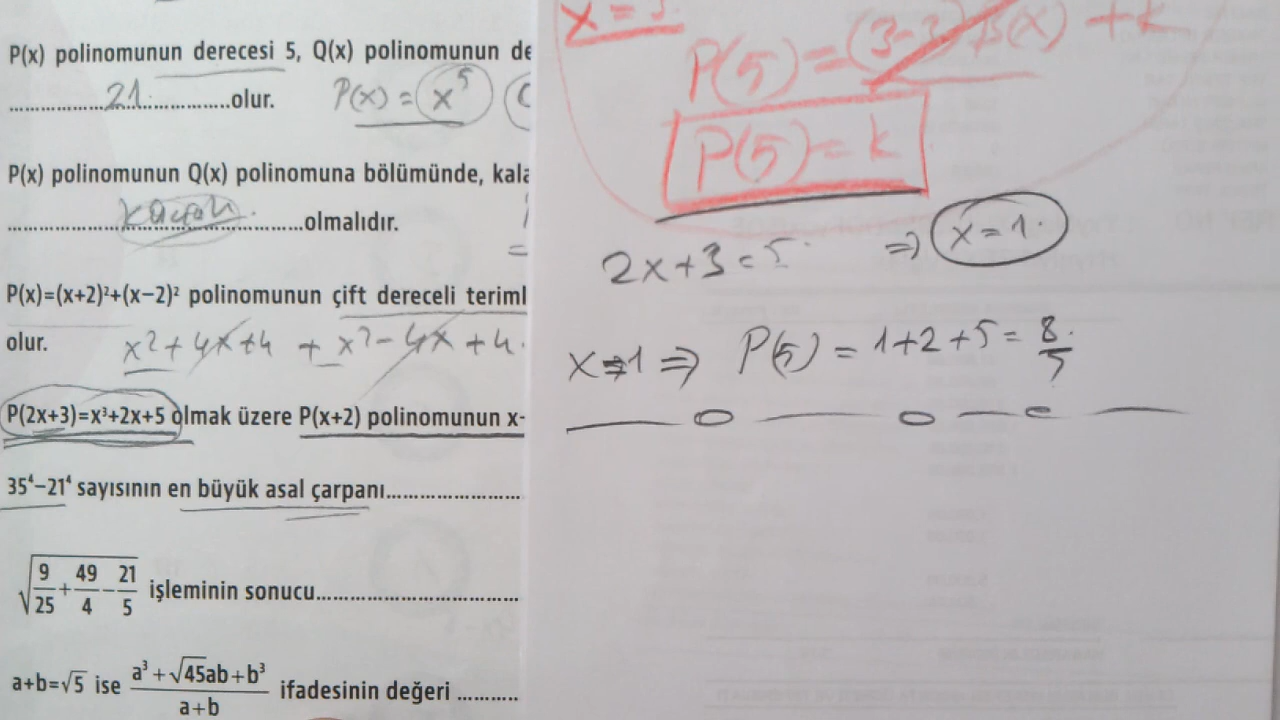 P(x) polinomunun derecesi 5, Q(x) polinomunun de
..................21..................olur. P(x) = x⁵
P(x) polinomunun Q(x) polinomuna bölümünde, kala
....................................olmalıdır.
P(x)=(x+2)²+(x−2)² polinomunun çift dereceli teriml
olur. x²+4x+4 + x²−4x+4.
P(2x+3)=x³+2x+5 olmak üzere P(x+2) polinomunun x-
35⁴−21⁴ sayısının en büyük asal çarpanı........................
√(9/25+49/4−21/5) işleminin sonucu....................................
a+b=√5 ise (a³+√45ab+b³)/(a+b) ifadesinin değeri ..........
P(5)=(3-3)B(x) + k
P(5)=k
2x+3=5 ⇒ x=1.
x=1 ⇒ P(5) = 1+2+5 = 8